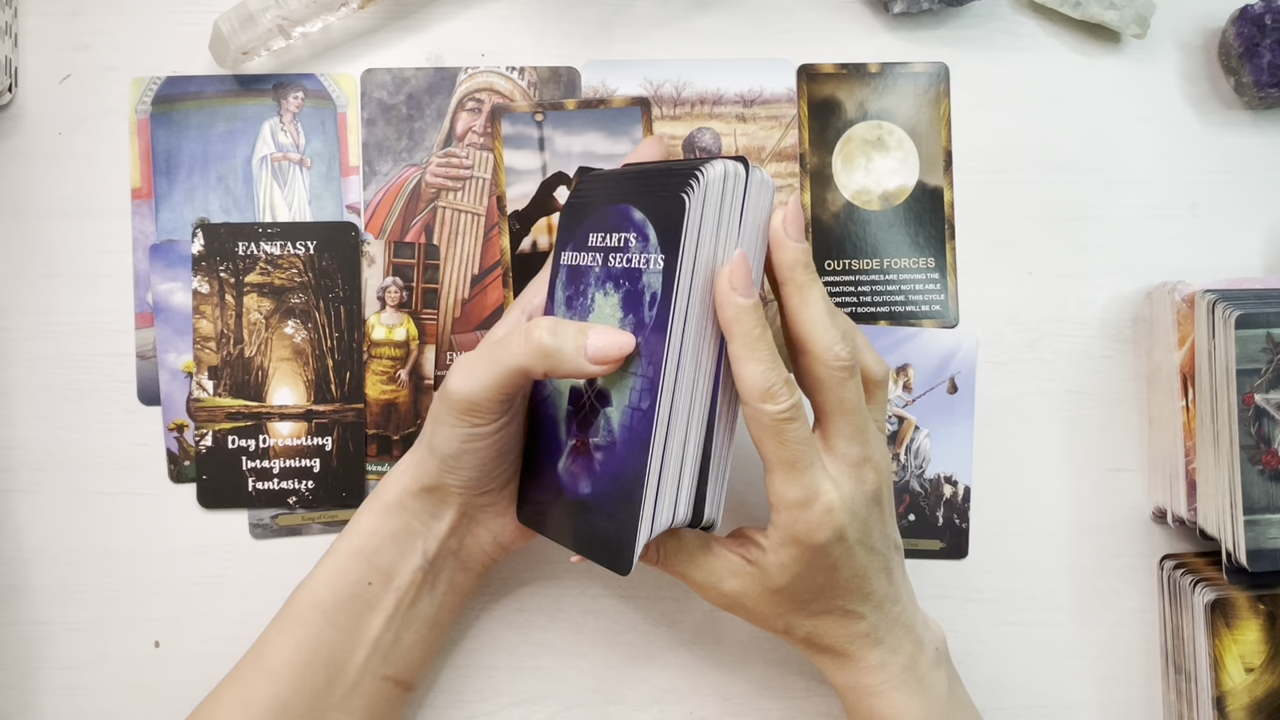 FANTASY
Day Dreaming
Imagining
Fantasize
King of Cups
Wands
HEART'S
HIDDEN SECRETS
OUTSIDE FORCES
UNKNOWN FIGURES ARE DRIVING THE
AND YOU MAY NOT BE ABLE
CONTROL THE OUTCOME. THIS CYCLE
SHIFT SOON AND YOU WILL BE OK.